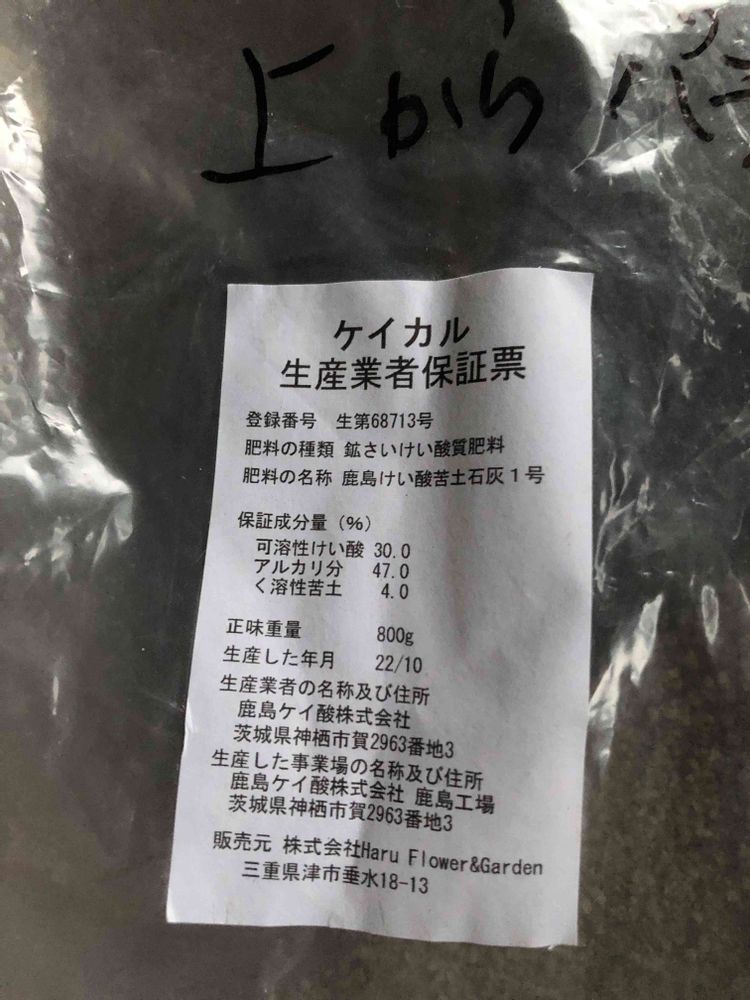 上から
ケイカル
生産業者保証票
登録番号 生第68713号
肥料の種類 鉱さいけい酸質肥料
肥料の名称 鹿島けい酸苦土石灰1号
保証成分量(%)
可溶性けい酸 30.0
アルカリ分 47.0
く溶性苦土 4.0
正味重量 800g
生産した年月 22/10
生産業者の名称及び住所
鹿島ケイ酸株式会社
茨城県神栖市賀2963番地3
生産した事業場の名称及び住所
鹿島ケイ酸株式会社 鹿島工場
茨城県神栖市賀2963番地3
販売元 株式会社Haru Flower&Garden
三重県津市垂水18-13